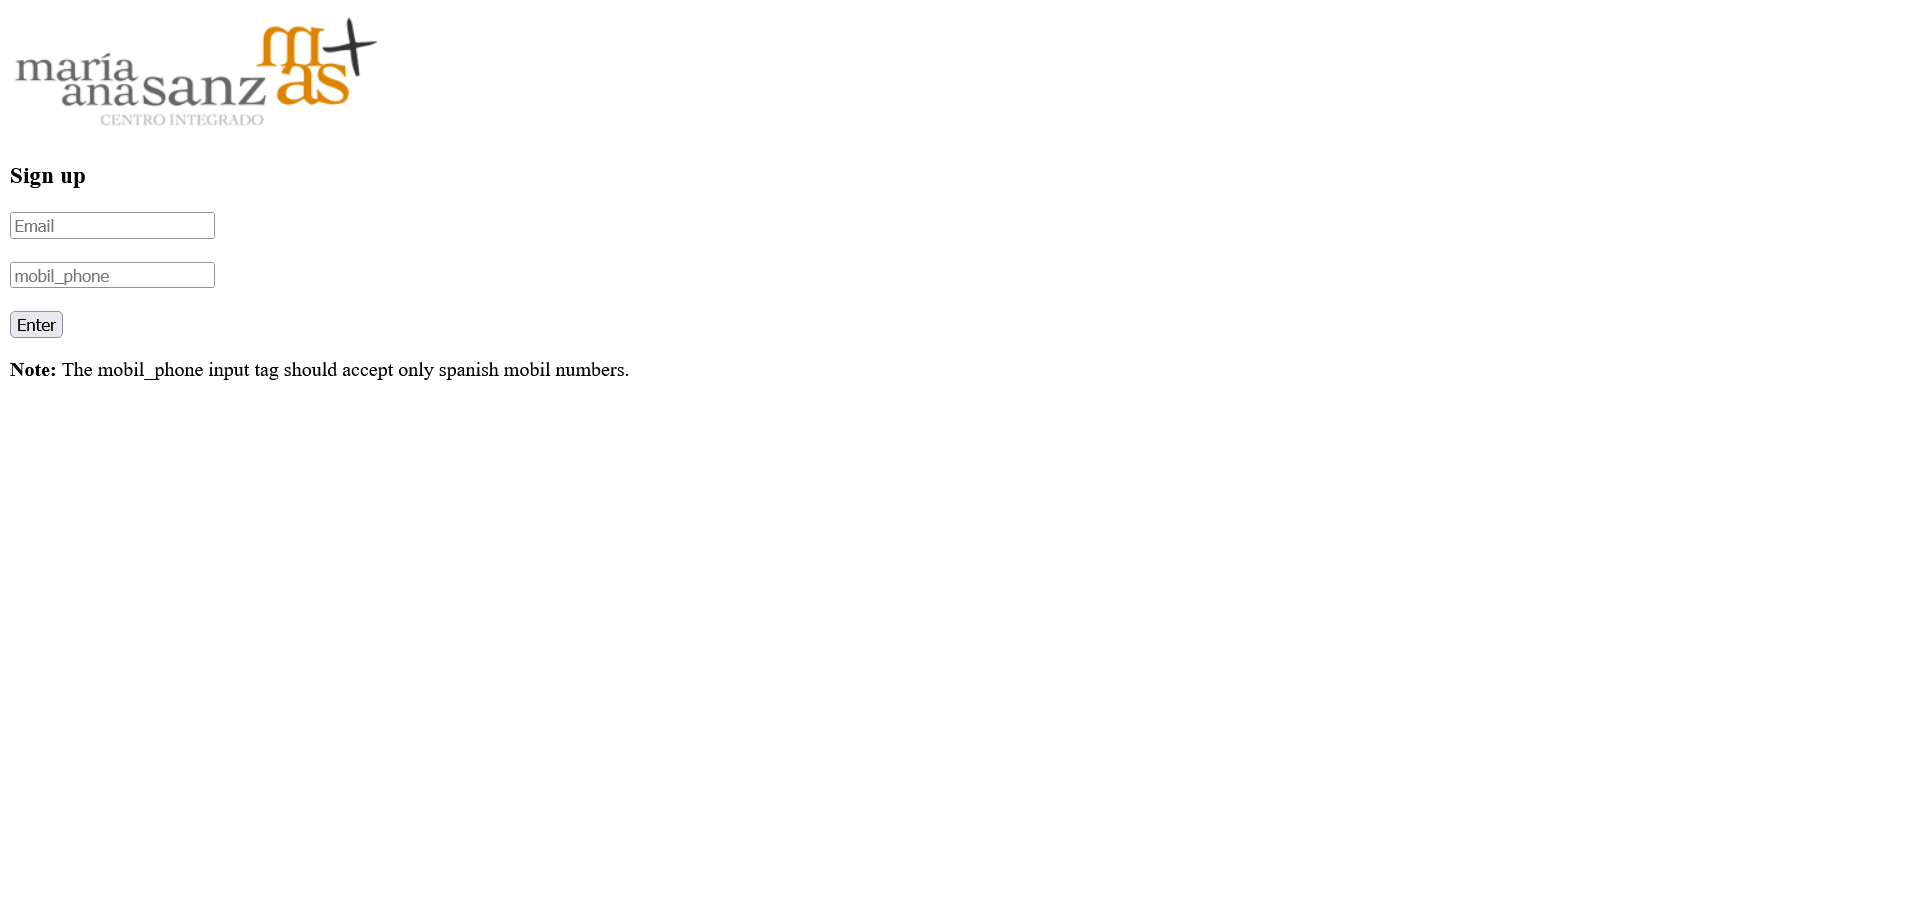 maría
ana sanz
mas+
CENTRO INTEGRADO
Sign up
Email
mobil_phone
Enter
Note: The mobil_phone input tag should accept only spanish mobil numbers.